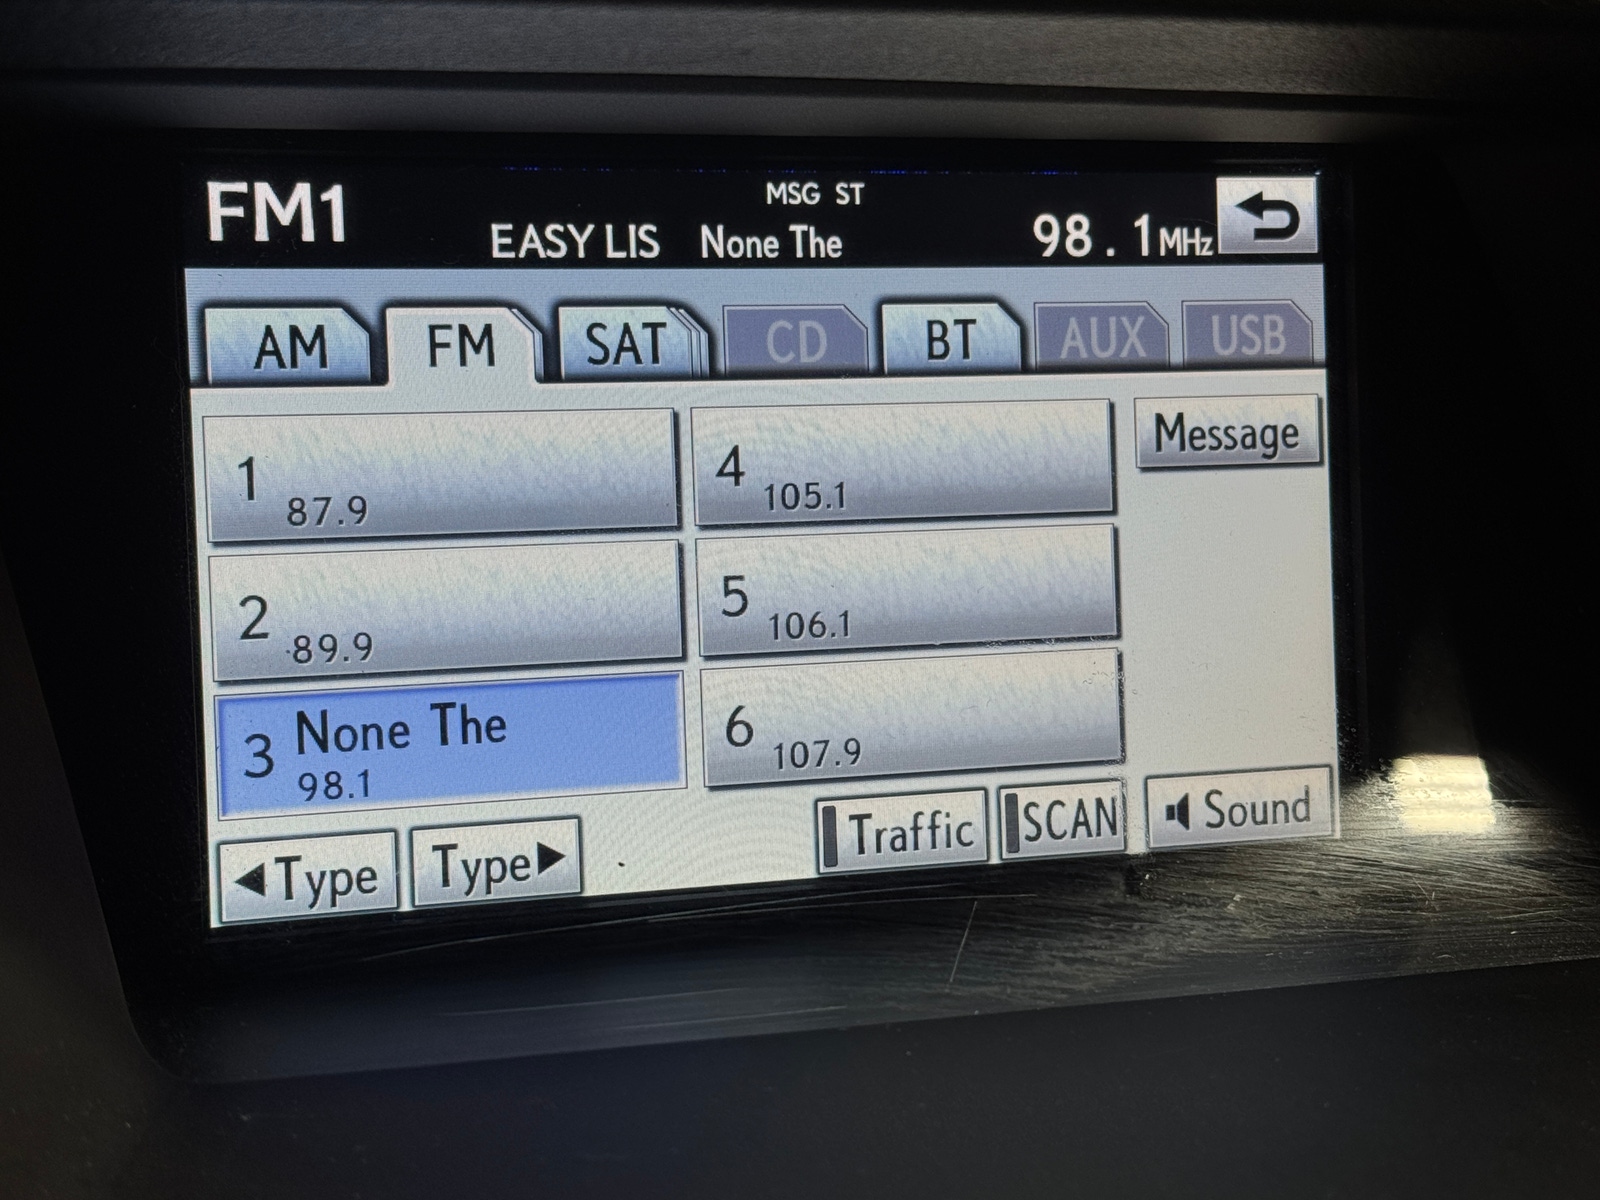 FM1
MSG ST
EASY LIS None The 98.1 MHz
AM FM SAT CD BT AUX USB
1 87.9
4 105.1
Message
2 89.9
5 106.1
3 None The
98.1
6 107.9
Type Type Traffic SCAN Sound